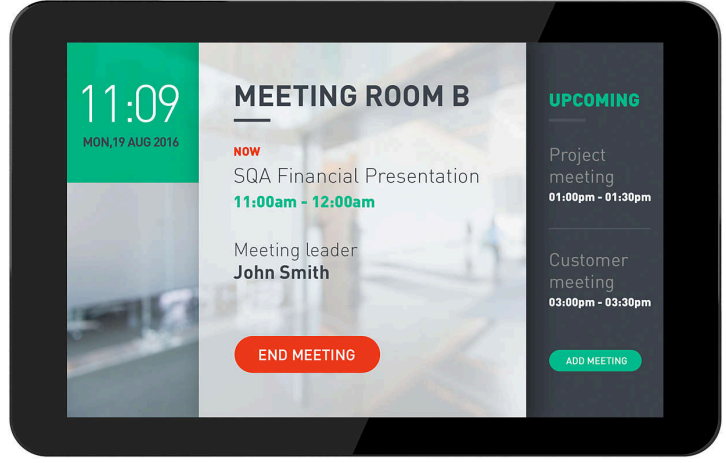 11:09
MON,19 AUG 2016
MEETING ROOM B
NOW
SQA Financial Presentation
11:00am - 12:00am
Meeting leader
John Smith
END MEETING
UPCOMING
Project
meeting
01:00pm - 01:30pm
Customer
meeting
03:00pm - 03:30pm
ADD MEETING